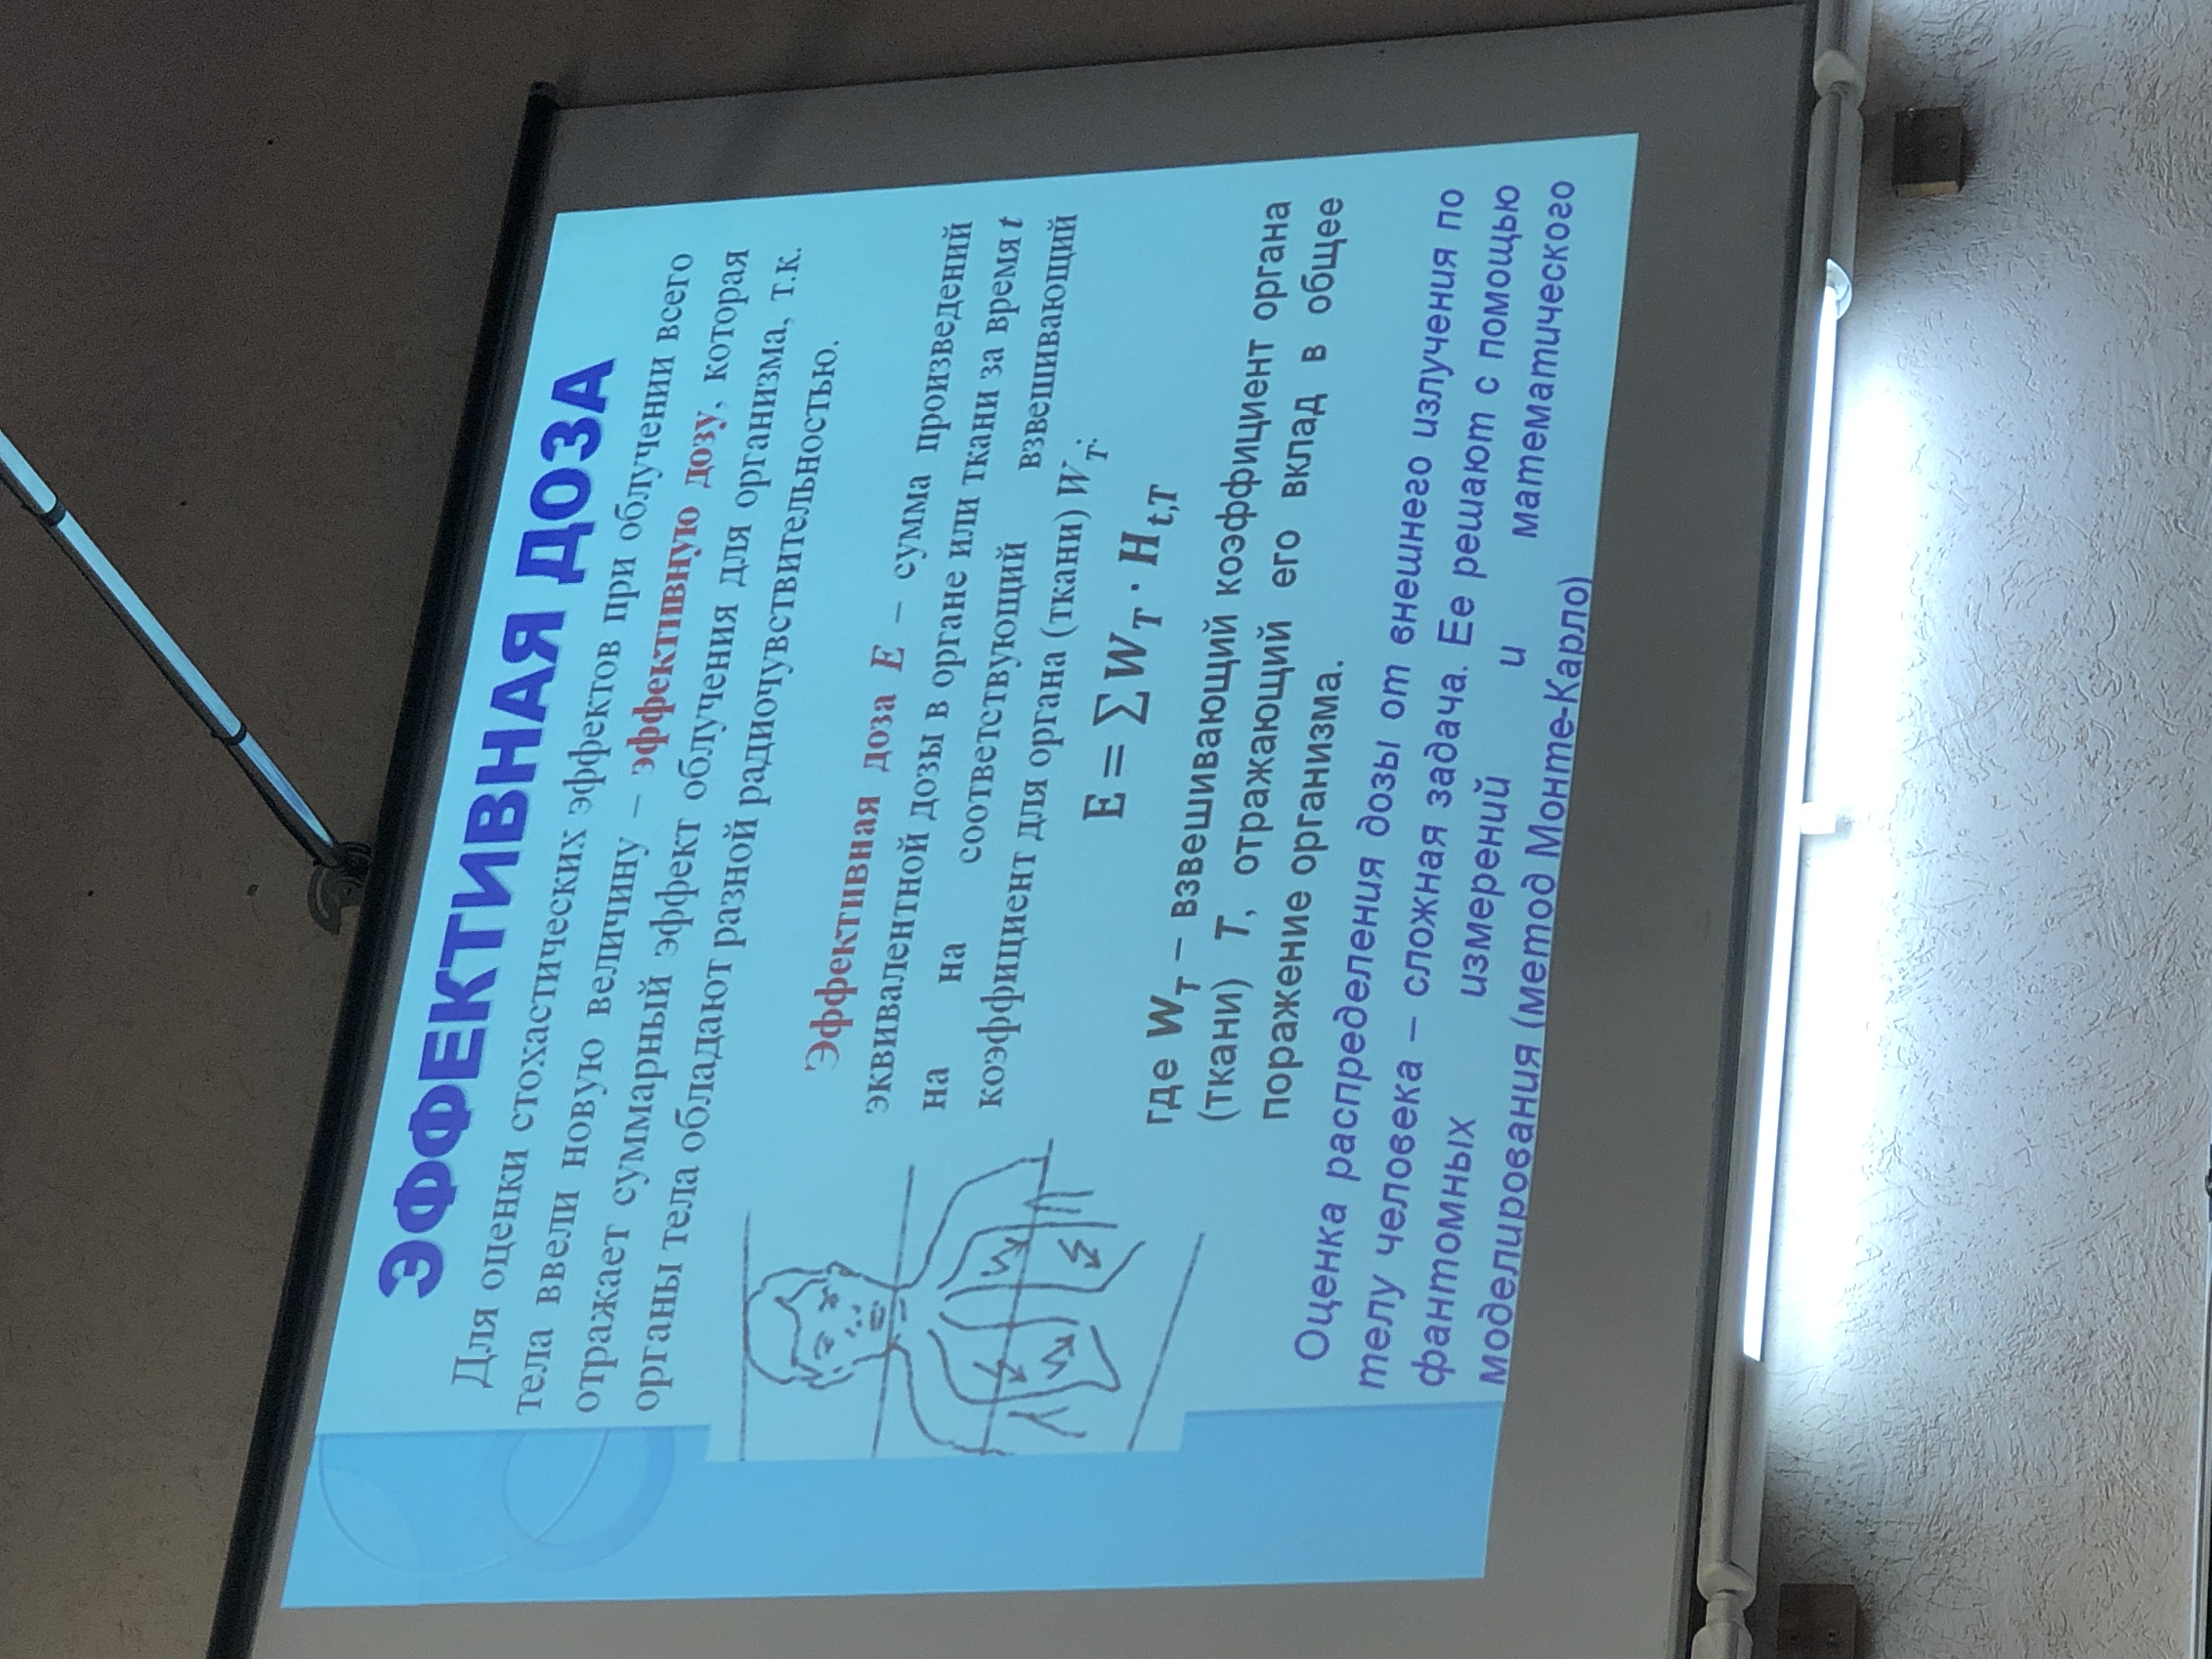 ЭФФЕКТИВНАЯ ДОЗА
Для оценки стохастических эффектов при облучении всего
тела ввели новую величину – эффективную дозу, которая
отражает суммарный эффект облучения для организма, т.к.
органы тела обладают разной радиочувствительностью.
Эффективная доза E – сумма произведений
эквивалентной дозы в органе или ткани за время t
на на соответствующий взвешивающий
коэффициент для органа (ткани) W_T:
E = ∑W_T · H_t,T
где W_T – взвешивающий коэффициент органа
(ткани) T, отражающий его вклад в общее
поражение организма.
Оценка распределения дозы от внешнего излучения по
телу человека – сложная задача. Ее решают с помощью
фантомных измерений и математического
моделирования (метод Монте-Карло)